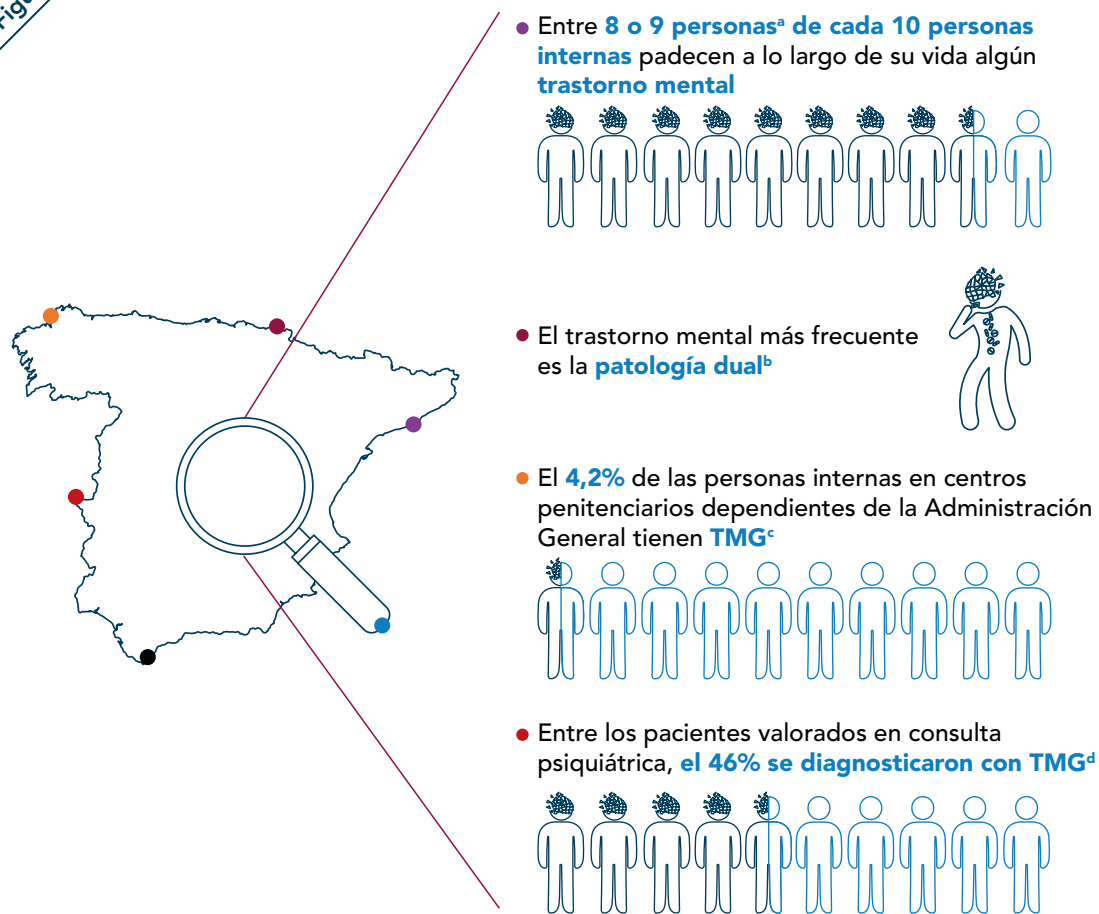 Figu
Entre 8 o 9 personasᵃ de cada 10 personas
internas padecen a lo largo de su vida algún
trastorno mental
El trastorno mental más frecuente
es la patología dualᵇ
El 4,2% de las personas internas en centros
penitenciarios dependientes de la Administración
General tienen TMGᶜ
Entre los pacientes valorados en consulta
psiquiátrica, el 46% se diagnosticaron con TMGᵈ